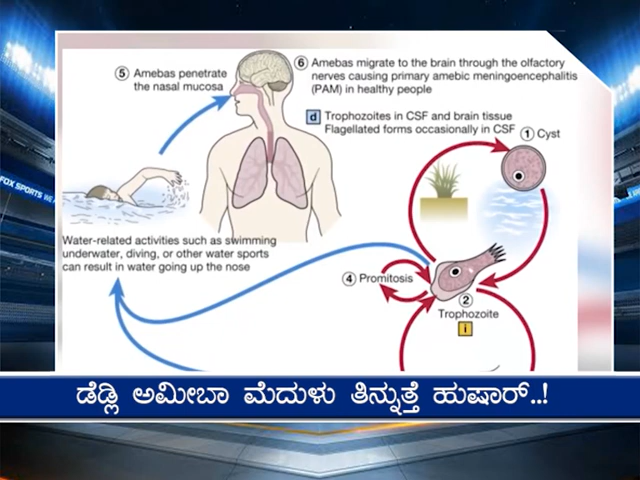 ⑥ Amebas migrate to the brain through the olfactory
nerves causing primary amebic meningoencephalitis
(PAM) in healthy people
⑤ Amebas penetrate
the nasal mucosa
d Trophozoites in CSF and brain tissue
Flagellated forms occasionally in CSF
① Cyst
FOX SPORTS
Water-related activities such as swimming
underwater, diving, or other water sports
can result in water going up the nose
④ Promitosis
②
Trophozoite
i
ಡೆಡ್ಲಿ ಅಮೀಬಾ ಮೆದುಳು ತಿನ್ನುತ್ತೆ ಹುಷಾರ್..!